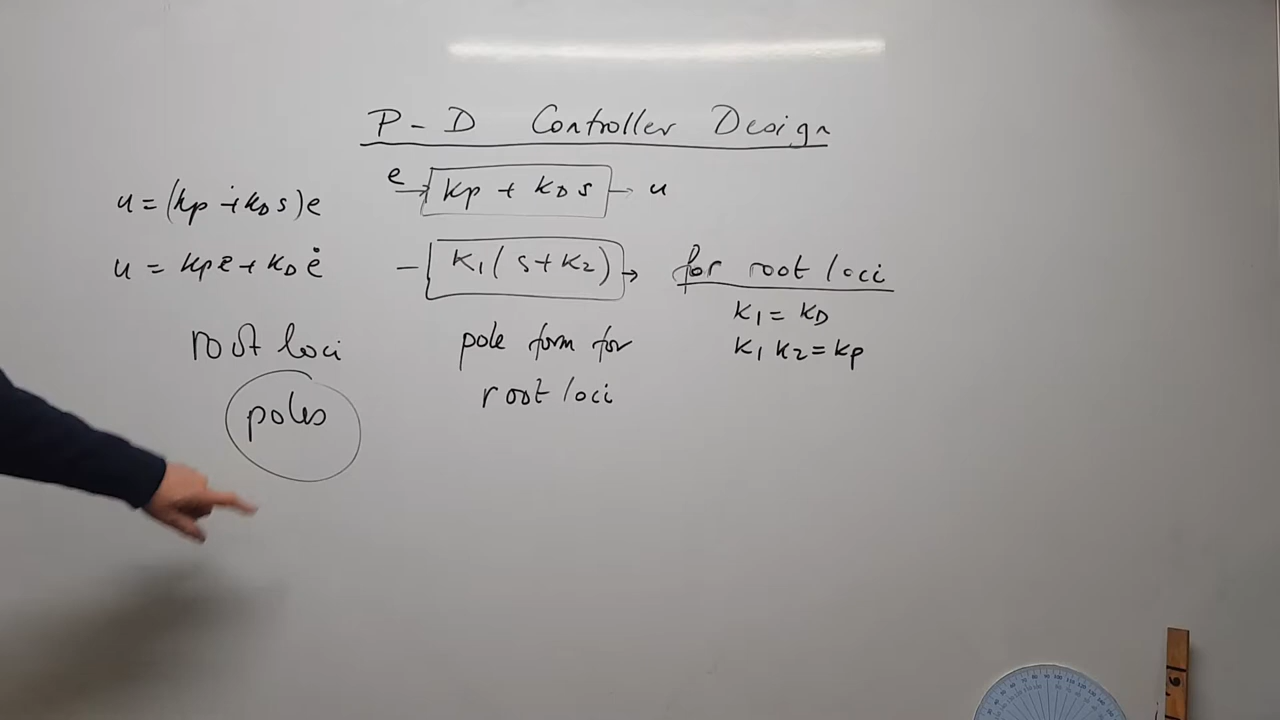 P-D Controller Design
e kp + kD s u
u = (kp + kD s)e
u = kp e + kD ė
k1( s+k2)
for root loci
k1 = kD
k1 k2 = kp
root loci
poles
pole form for
root loci